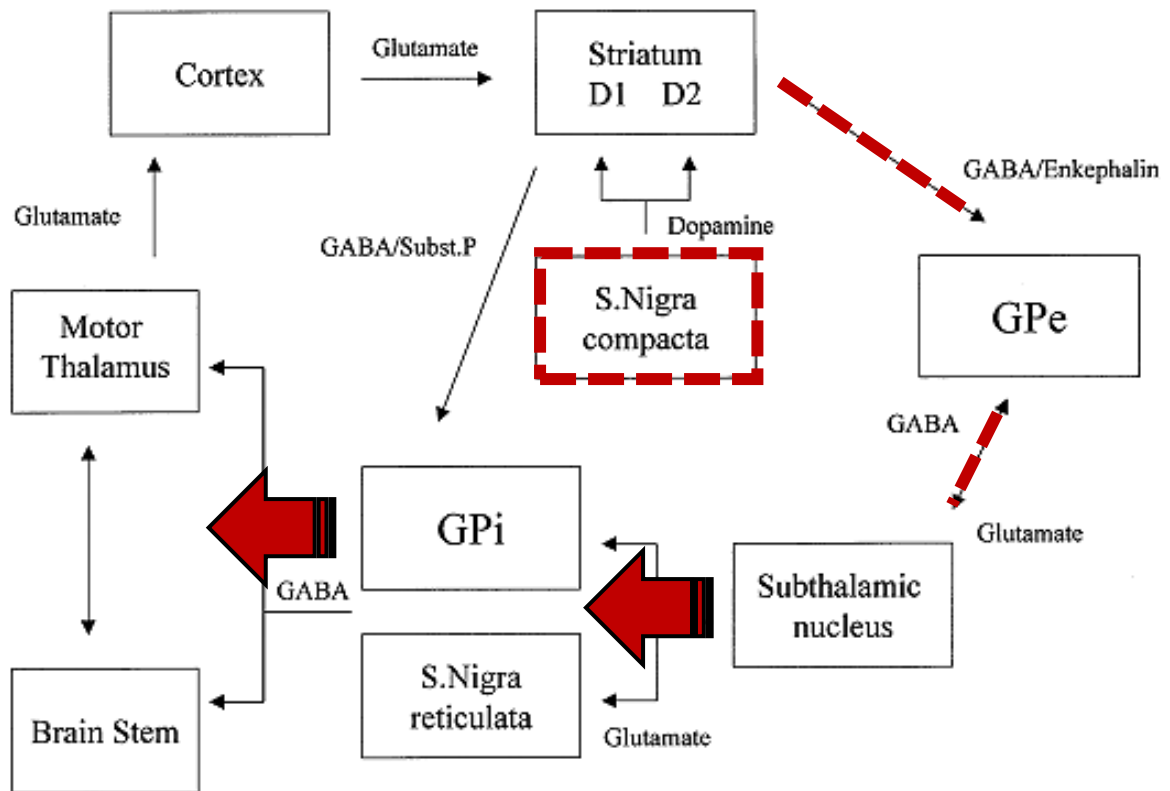 Cortex
Glutamate
Striatum
D1 D2
GABA/Enkephalin
Glutamate
GABA/Subst.P
Dopamine
S.Nigra
compacta
Motor
Thalamus
GPe
GABA
Glutamate
GPi
GABA
Subthalamic
nucleus
S.Nigra
reticulata
Glutamate
Brain Stem